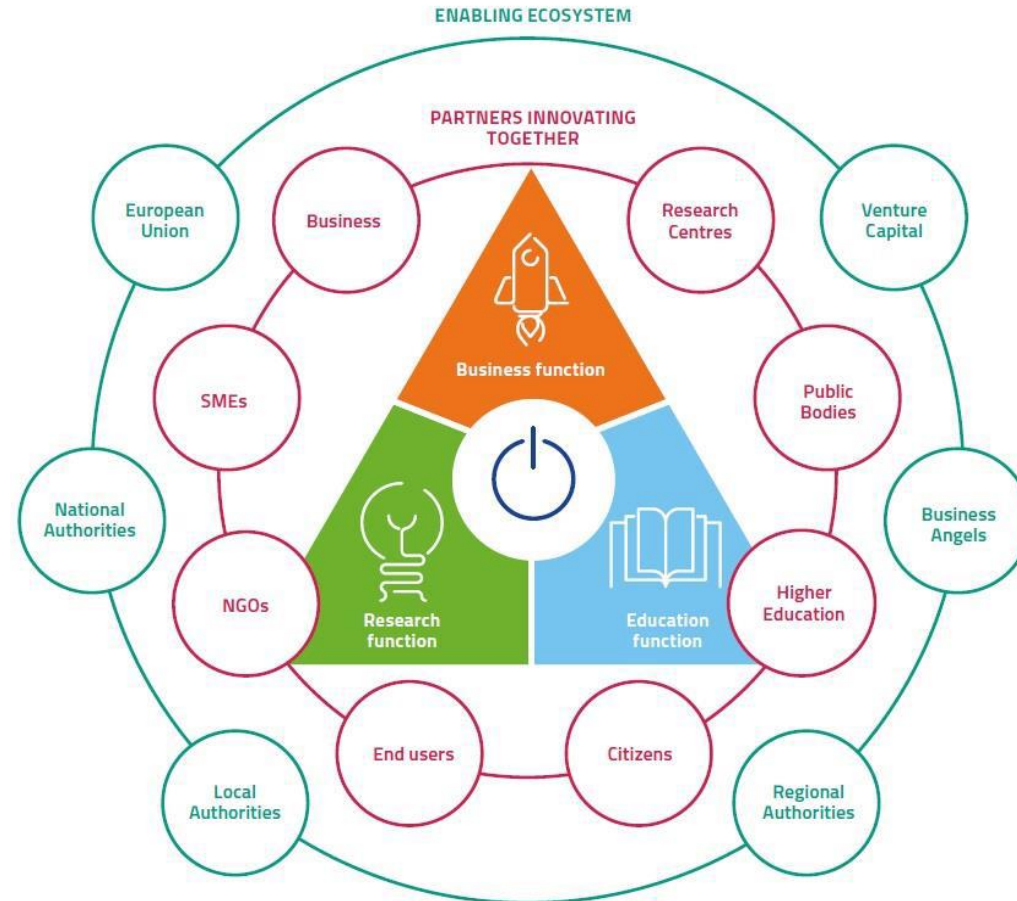 ENABLING ECOSYSTEM
PARTNERS INNOVATING
TOGETHER
European
Union
Business
Research
Centres
Venture
Capital
Business function
SMEs
Public
Bodies
National
Authorities
Business
Angels
NGOs
Research
function
Education
function
Higher
Education
End users
Citizens
Local
Authorities
Regional
Authorities